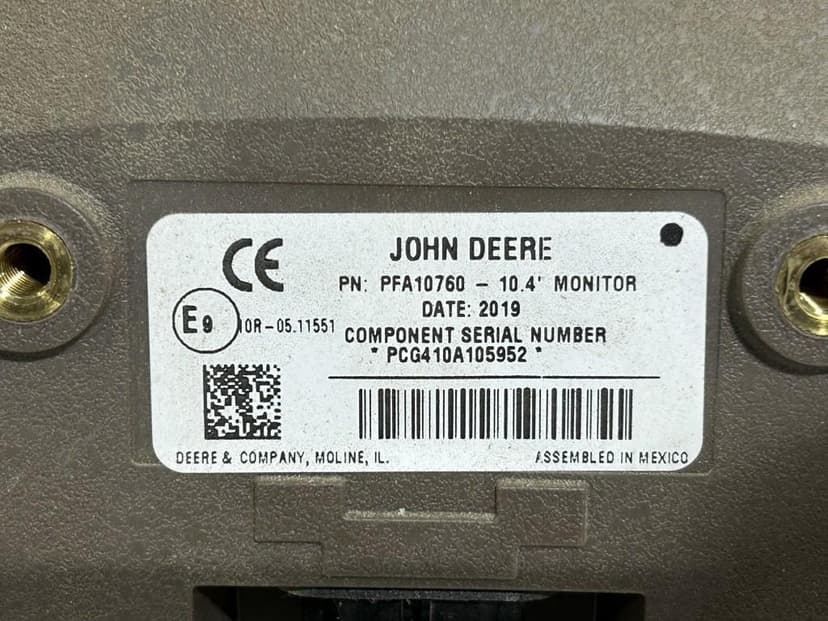 CE
JOHN DEERE
PN: PFA10760 - 10.4' MONITOR
DATE: 2019
E9 10R-05.11551
COMPONENT SERIAL NUMBER
* PCG410A105952 *
DEERE & COMPANY, MOLINE, IL.
ASSEMBLED IN MEXICO